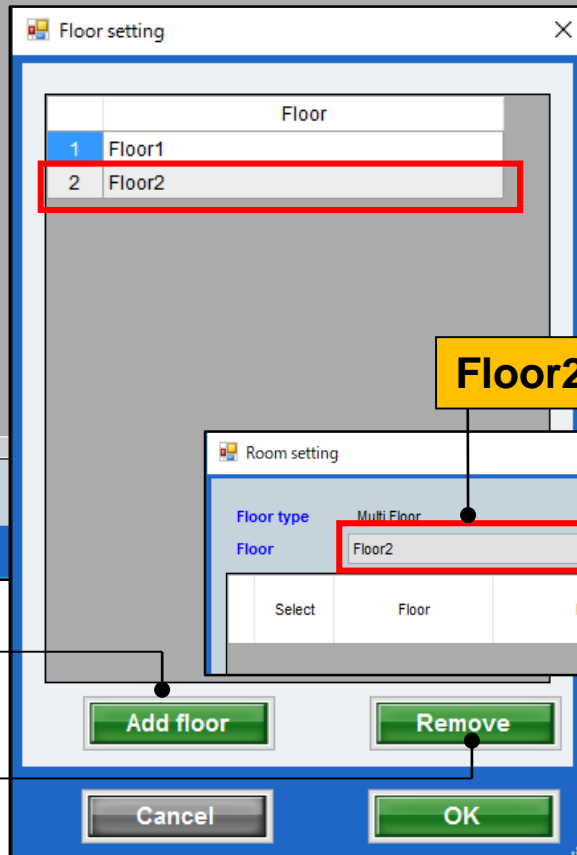 Floor setting
Floor
1 Floor1
2 Floor2
Floor2
Room setting
Floor type Multi Floor
Floor Floor2
Select Floor
Add floor Remove
Cancel OK